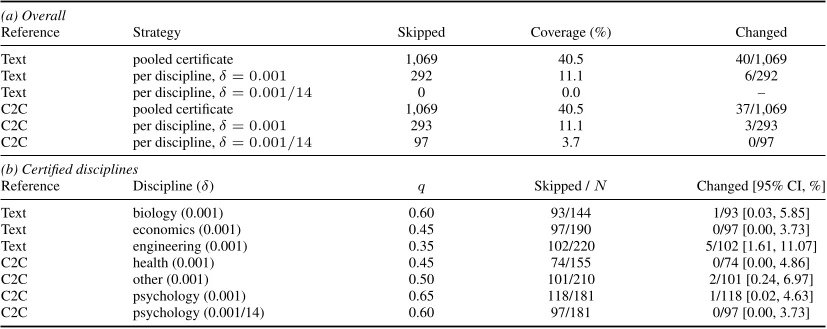 (a) Overall
Reference Strategy Skipped Coverage (%) Changed
Text pooled certificate 1,069 40.5 40/1,069
Text per discipline, δ = 0.001 292 11.1 6/292
Text per discipline, δ = 0.001/14 0 0.0 –
C2C pooled certificate 1,069 40.5 37/1,069
C2C per discipline, δ = 0.001 293 11.1 3/293
C2C per discipline, δ = 0.001/14 97 3.7 0/97
(b) Certified disciplines
Reference Discipline (δ) q Skipped / N Changed [95% CI, %]
Text biology (0.001) 0.60 93/144 1/93 [0.03, 5.85]
Text economics (0.001) 0.45 97/190 0/97 [0.00, 3.73]
Text engineering (0.001) 0.35 102/220 5/102 [1.61, 11.07]
C2C health (0.001) 0.45 74/155 0/74 [0.00, 4.86]
C2C other (0.001) 0.50 101/210 2/101 [0.24, 6.97]
C2C psychology (0.001) 0.65 118/181 1/118 [0.02, 4.63]
C2C psychology (0.001/14) 0.60 97/181 0/97 [0.00, 3.73]